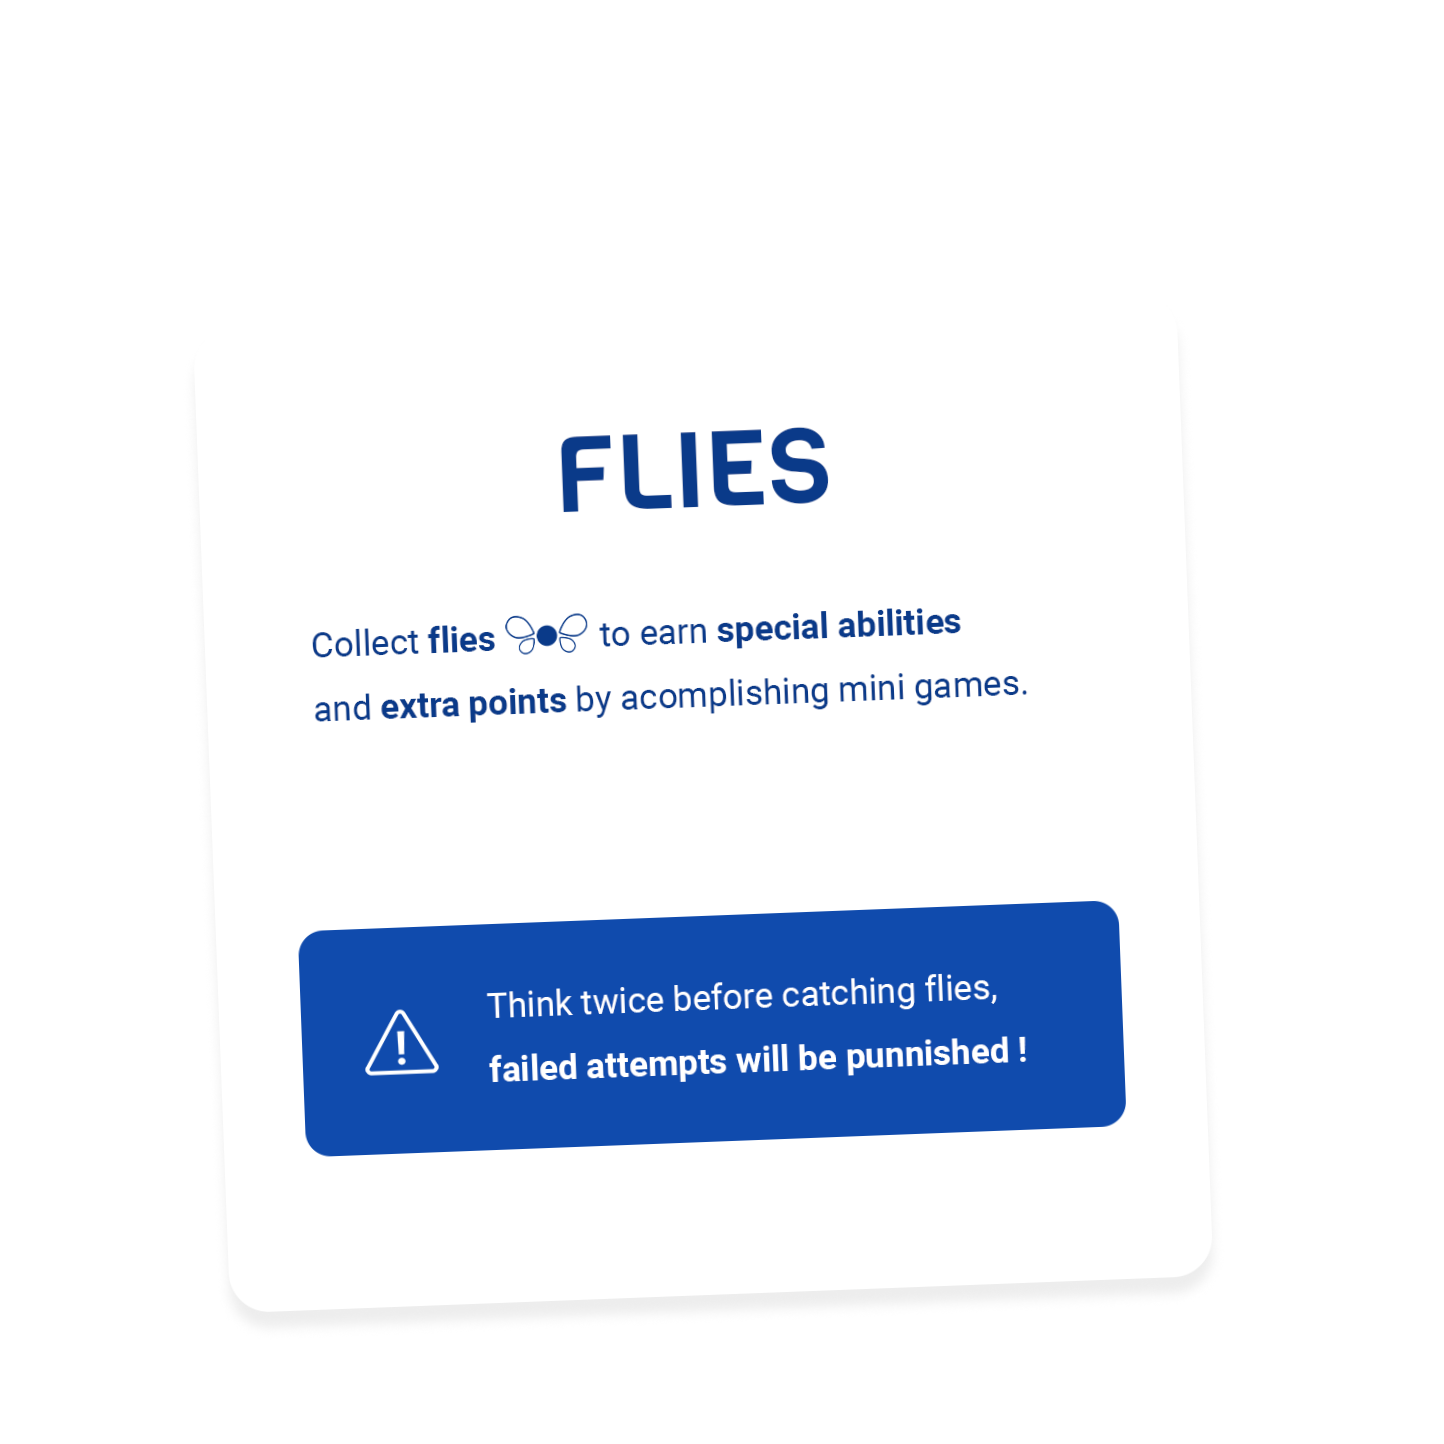 FLIES
Collect flies to earn special abilities
and extra points by acomplishing mini games.
Think twice before catching flies,
failed attempts will be punnished !